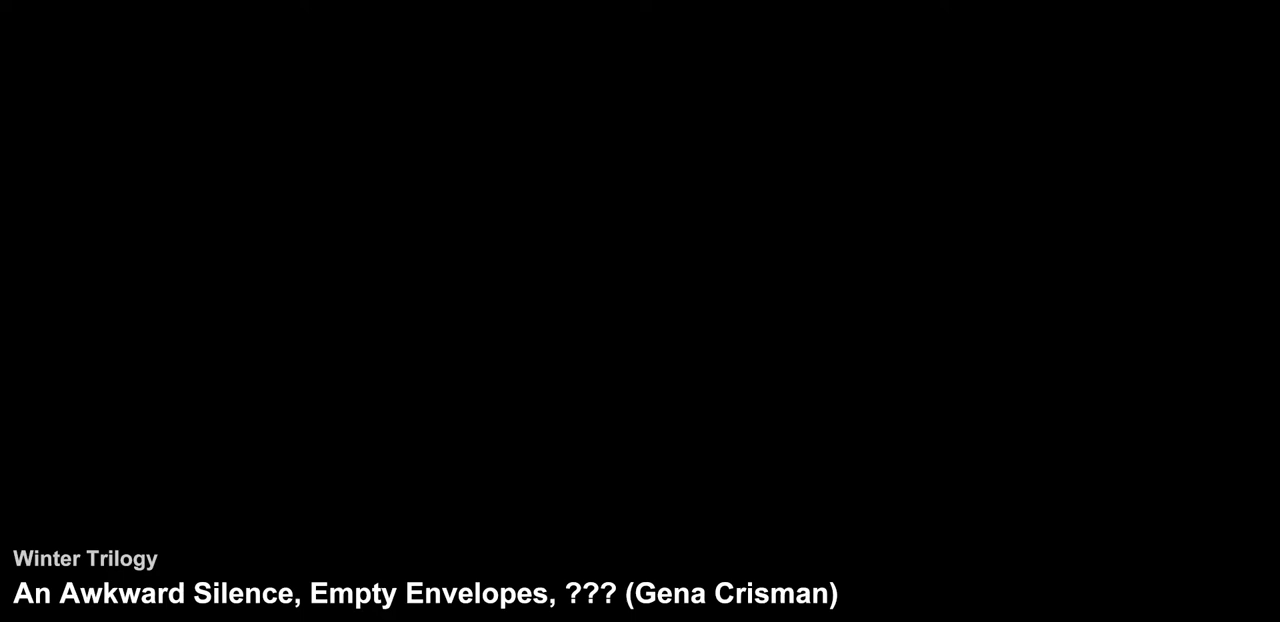 Winter Trilogy
An Awkward Silence, Empty Envelopes, ??? (Gena Crisman)